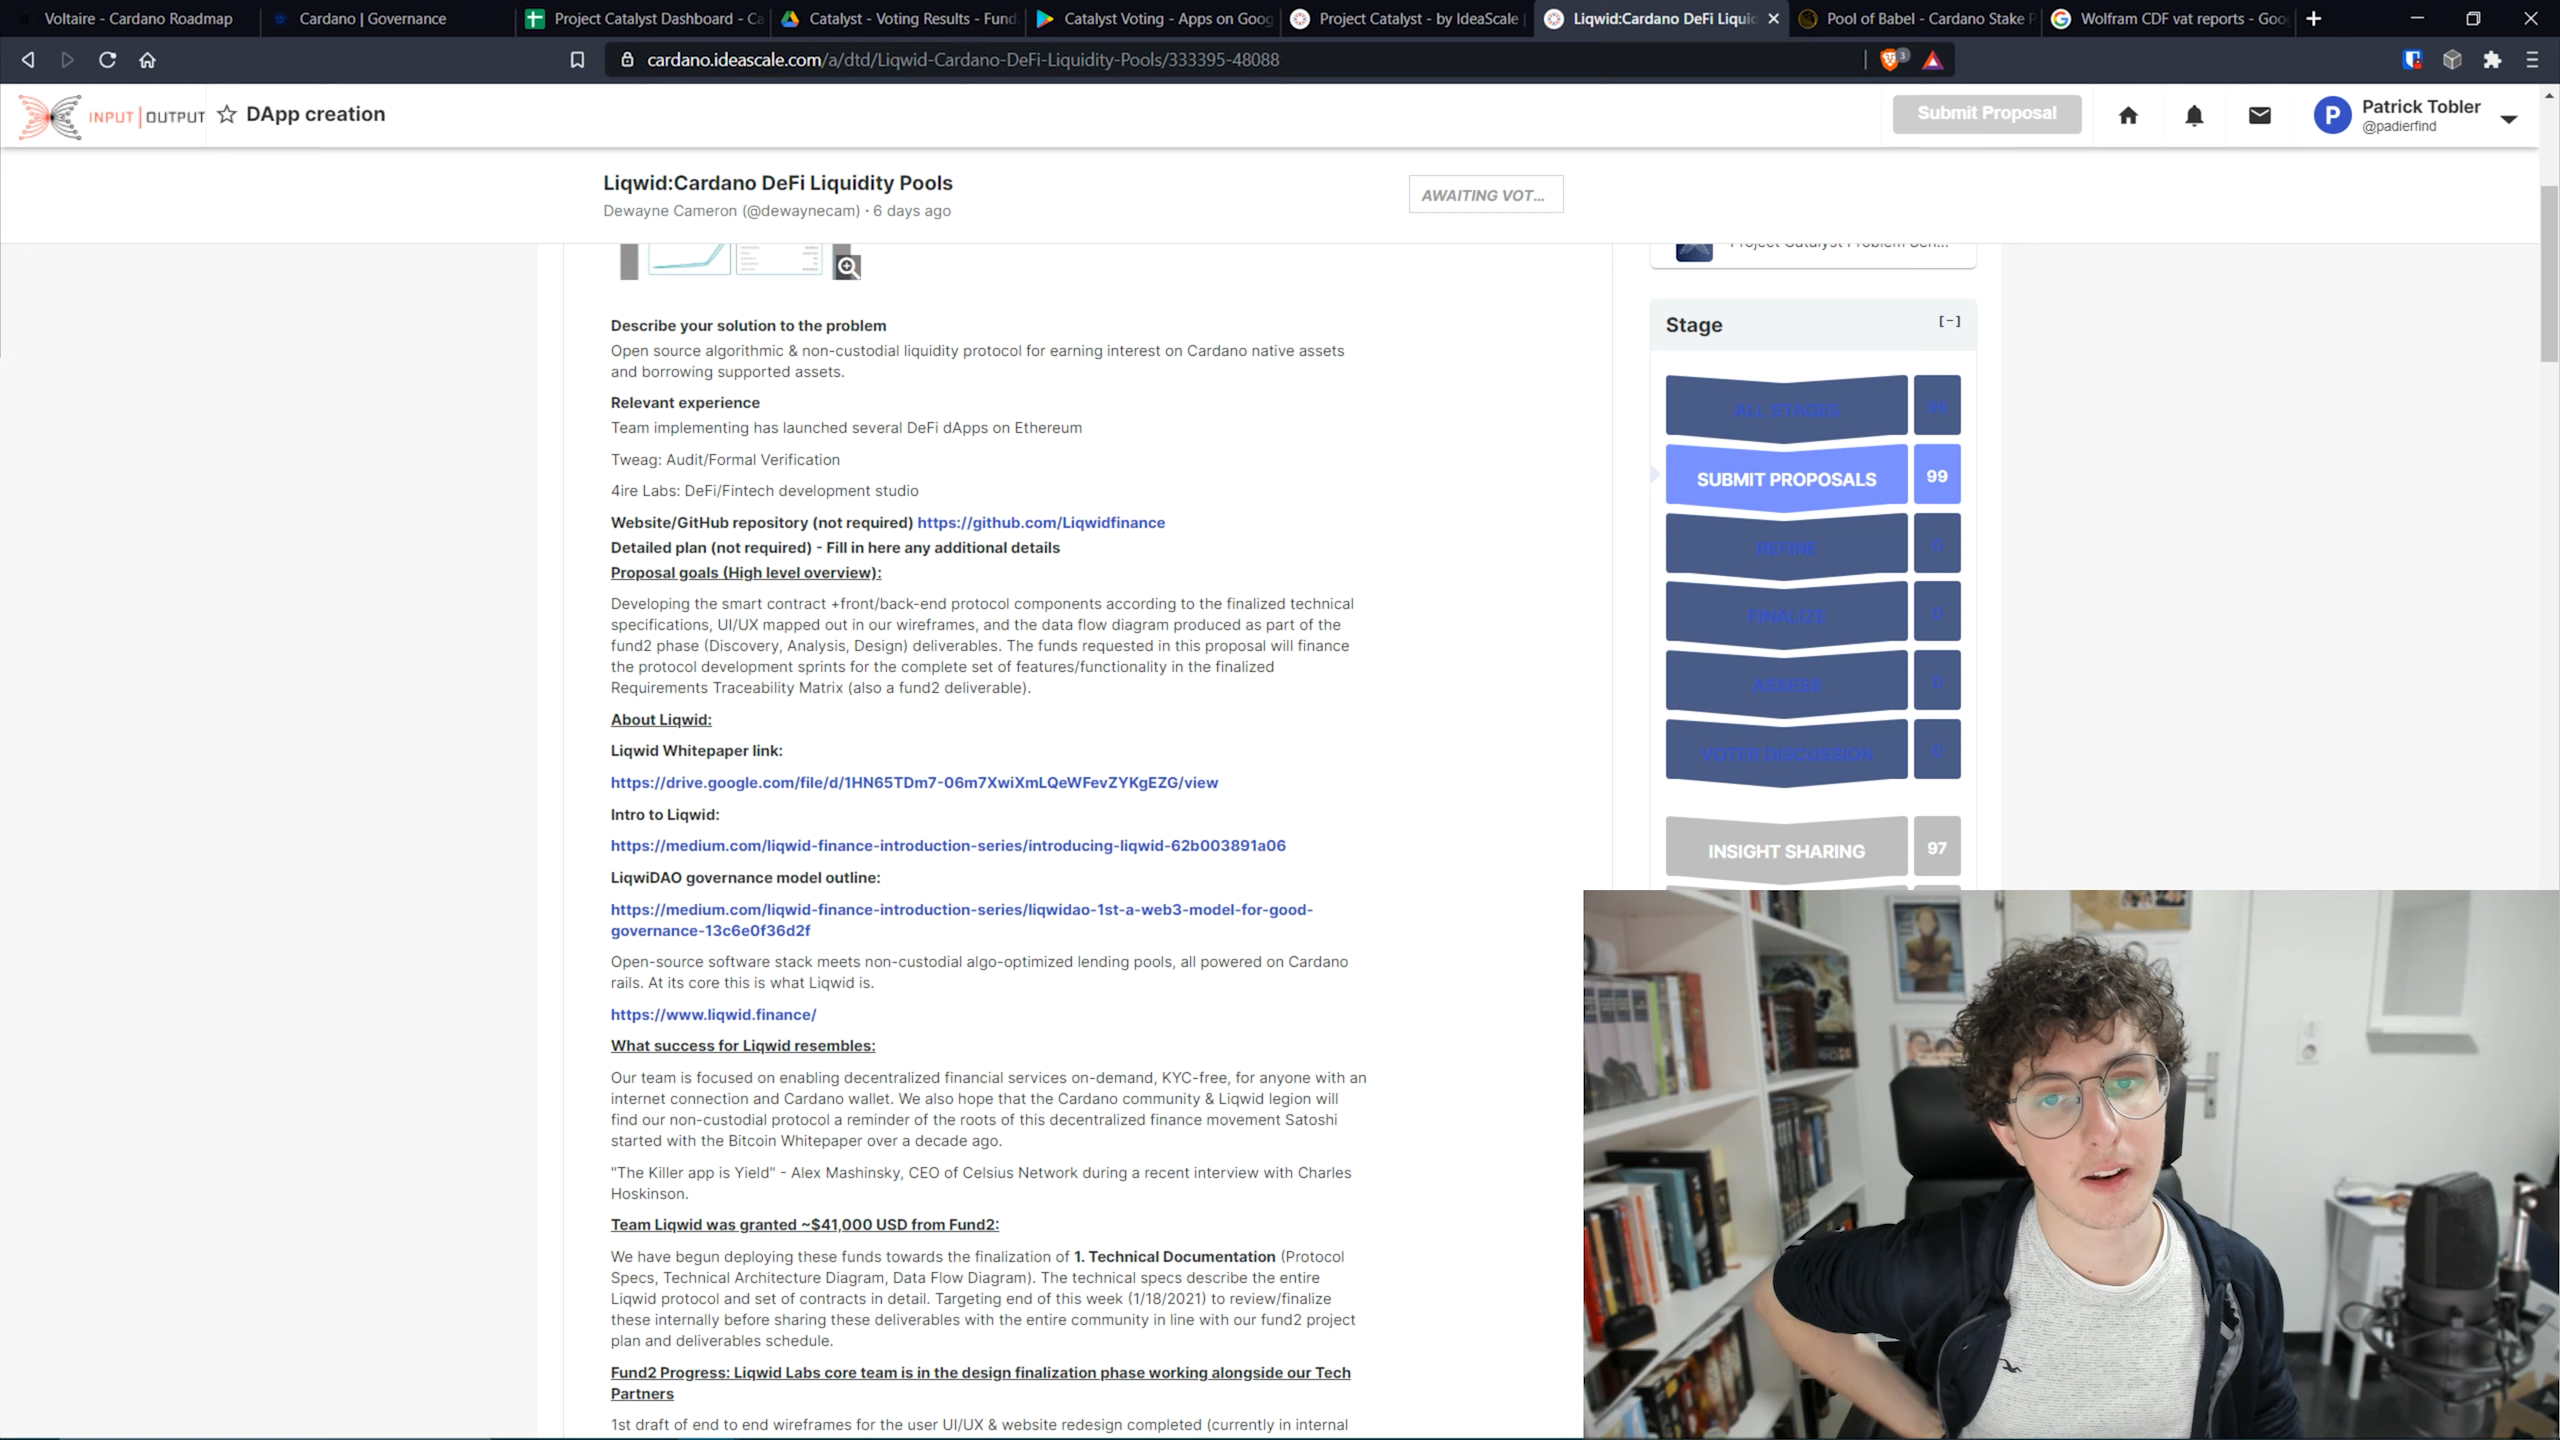 Voltaire - Cardano Roadmap
Cardano | Governance
Project Catalyst Dashboard - Ca
Catalyst - Voting Results - Fund
Catalyst Voting - Apps on Goog
Project Catalyst - by IdeaScale
Liqwid:Cardano DeFi Liquid
Pool of Babel - Cardano Stake P
Wolfram CDF vat reports - Goo
cardano.ideascale.com/a/dtd/Liqwid-Cardano-DeFi-Liquidity-Pools/333395-48088
3
INPUT | OUTPUT
DApp creation
Submit Proposal
P
Patrick Tobler
@padierfind
Liqwid:Cardano DeFi Liquidity Pools
Dewayne Cameron (@dewaynecam) • 6 days ago
AWAITING VOT...
Describe your solution to the problem
Open source algorithmic & non-custodial liquidity protocol for earning interest on Cardano native assets
and borrowing supported assets.
Relevant experience
Team implementing has launched several DeFi dApps on Ethereum
Tweag: Audit/Formal Verification
4ire Labs: DeFi/Fintech development studio
Website/GitHub repository (not required) https://github.com/Liqwidfinance
Detailed plan (not required) - Fill in here any additional details
Proposal goals (High level overview):
Developing the smart contract +front/back-end protocol components according to the finalized technical
specifications, UI/UX mapped out in our wireframes, and the data flow diagram produced as part of the
fund2 phase (Discovery, Analysis, Design) deliverables. The funds requested in this proposal will finance
the protocol development sprints for the complete set of features/functionality in the finalized
Requirements Traceability Matrix (also a fund2 deliverable).
About Liqwid:
Liqwid Whitepaper link:
https://drive.google.com/file/d/1HN65TDm7-06m7XwiXmLQeWFevZYKgEZG/view
Intro to Liqwid:
https://medium.com/liqwid-finance-introduction-series/introducing-liqwid-62b003891a06
LiqwiDAO governance model outline:
https://medium.com/liqwid-finance-introduction-series/liqwidao-1st-a-web3-model-for-good-
governance-13c6e0f36d2f
Open-source software stack meets non-custodial algo-optimized lending pools, all powered on Cardano
rails. At its core this is what Liqwid is.
https://www.liqwid.finance/
What success for Liqwid resembles:
Our team is focused on enabling decentralized financial services on-demand, KYC-free, for anyone with an
internet connection and Cardano wallet. We also hope that the Cardano community & Liqwid legion will
find our non-custodial protocol a reminder of the roots of this decentralized finance movement Satoshi
started with the Bitcoin Whitepaper over a decade ago.
"The Killer app is Yield" - Alex Mashinsky, CEO of Celsius Network during a recent interview with Charles
Hoskinson.
Team Liqwid was granted ~$41,000 USD from Fund2:
We have begun deploying these funds towards the finalization of 1. Technical Documentation (Protocol
Specs, Technical Architecture Diagram, Data Flow Diagram). The technical specs describe the entire
Liqwid protocol and set of contracts in detail. Targeting end of this week (1/18/2021) to review/finalize
these internally before sharing these deliverables with the entire community in line with our fund2 project
plan and deliverables schedule.
Fund2 Progress: Liqwid Labs core team is in the design finalization phase working alongside our Tech
Partners
1st draft of end to end wireframes for the user UI/UX & website redesign completed (currently in internal
Stage
[-]
ALL STAGES
99
SUBMIT PROPOSALS
99
REFINE
0
FINALIZE
0
ASSESS
0
VOTER DISCUSSION
0
INSIGHT SHARING
97